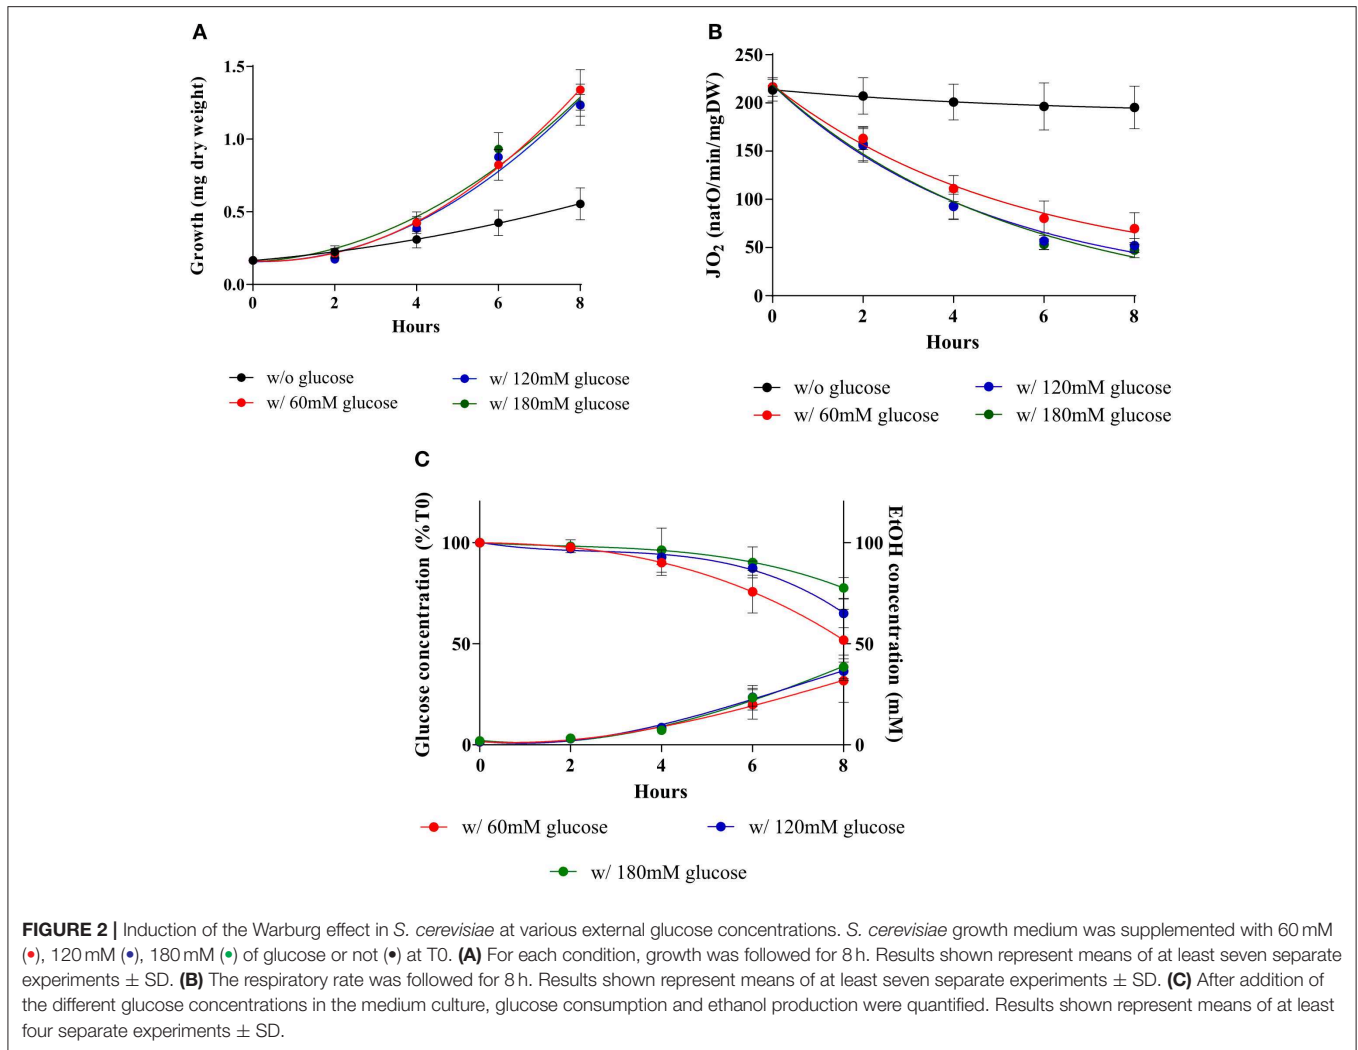 A
Growth (mg dry weight)
1.5
1.0
0.5
0.0
0 2 4 6 8
Hours
w/o glucose
w/ 60mM glucose
w/ 120mM glucose
w/ 180mM glucose
B
JO2 (natO/min/mgDW)
250
200
150
100
50
0
0 2 4 6 8
Hours
w/o glucose
w/ 60mM glucose
w/ 120mM glucose
w/ 180mM glucose
C
Glucose concentration (%T0)
100
50
0
EtOH concentration (mM)
100
50
0
0 2 4 6 8
Hours
w/ 60mM glucose
w/ 120mM glucose
w/ 180mM glucose
FIGURE 2 | Induction of the Warburg effect in S. cerevisiae at various external glucose concentrations. S. cerevisiae growth medium was supplemented with 60 mM
(•), 120 mM (•), 180 mM (•) of glucose or not (•) at T0. (A) For each condition, growth was followed for 8 h. Results shown represent means of at least seven separate
experiments ± SD. (B) The respiratory rate was followed for 8 h. Results shown represent means of at least seven separate experiments ± SD. (C) After addition of
the different glucose concentrations in the medium culture, glucose consumption and ethanol production were quantified. Results shown represent means of at least
four separate experiments ± SD.